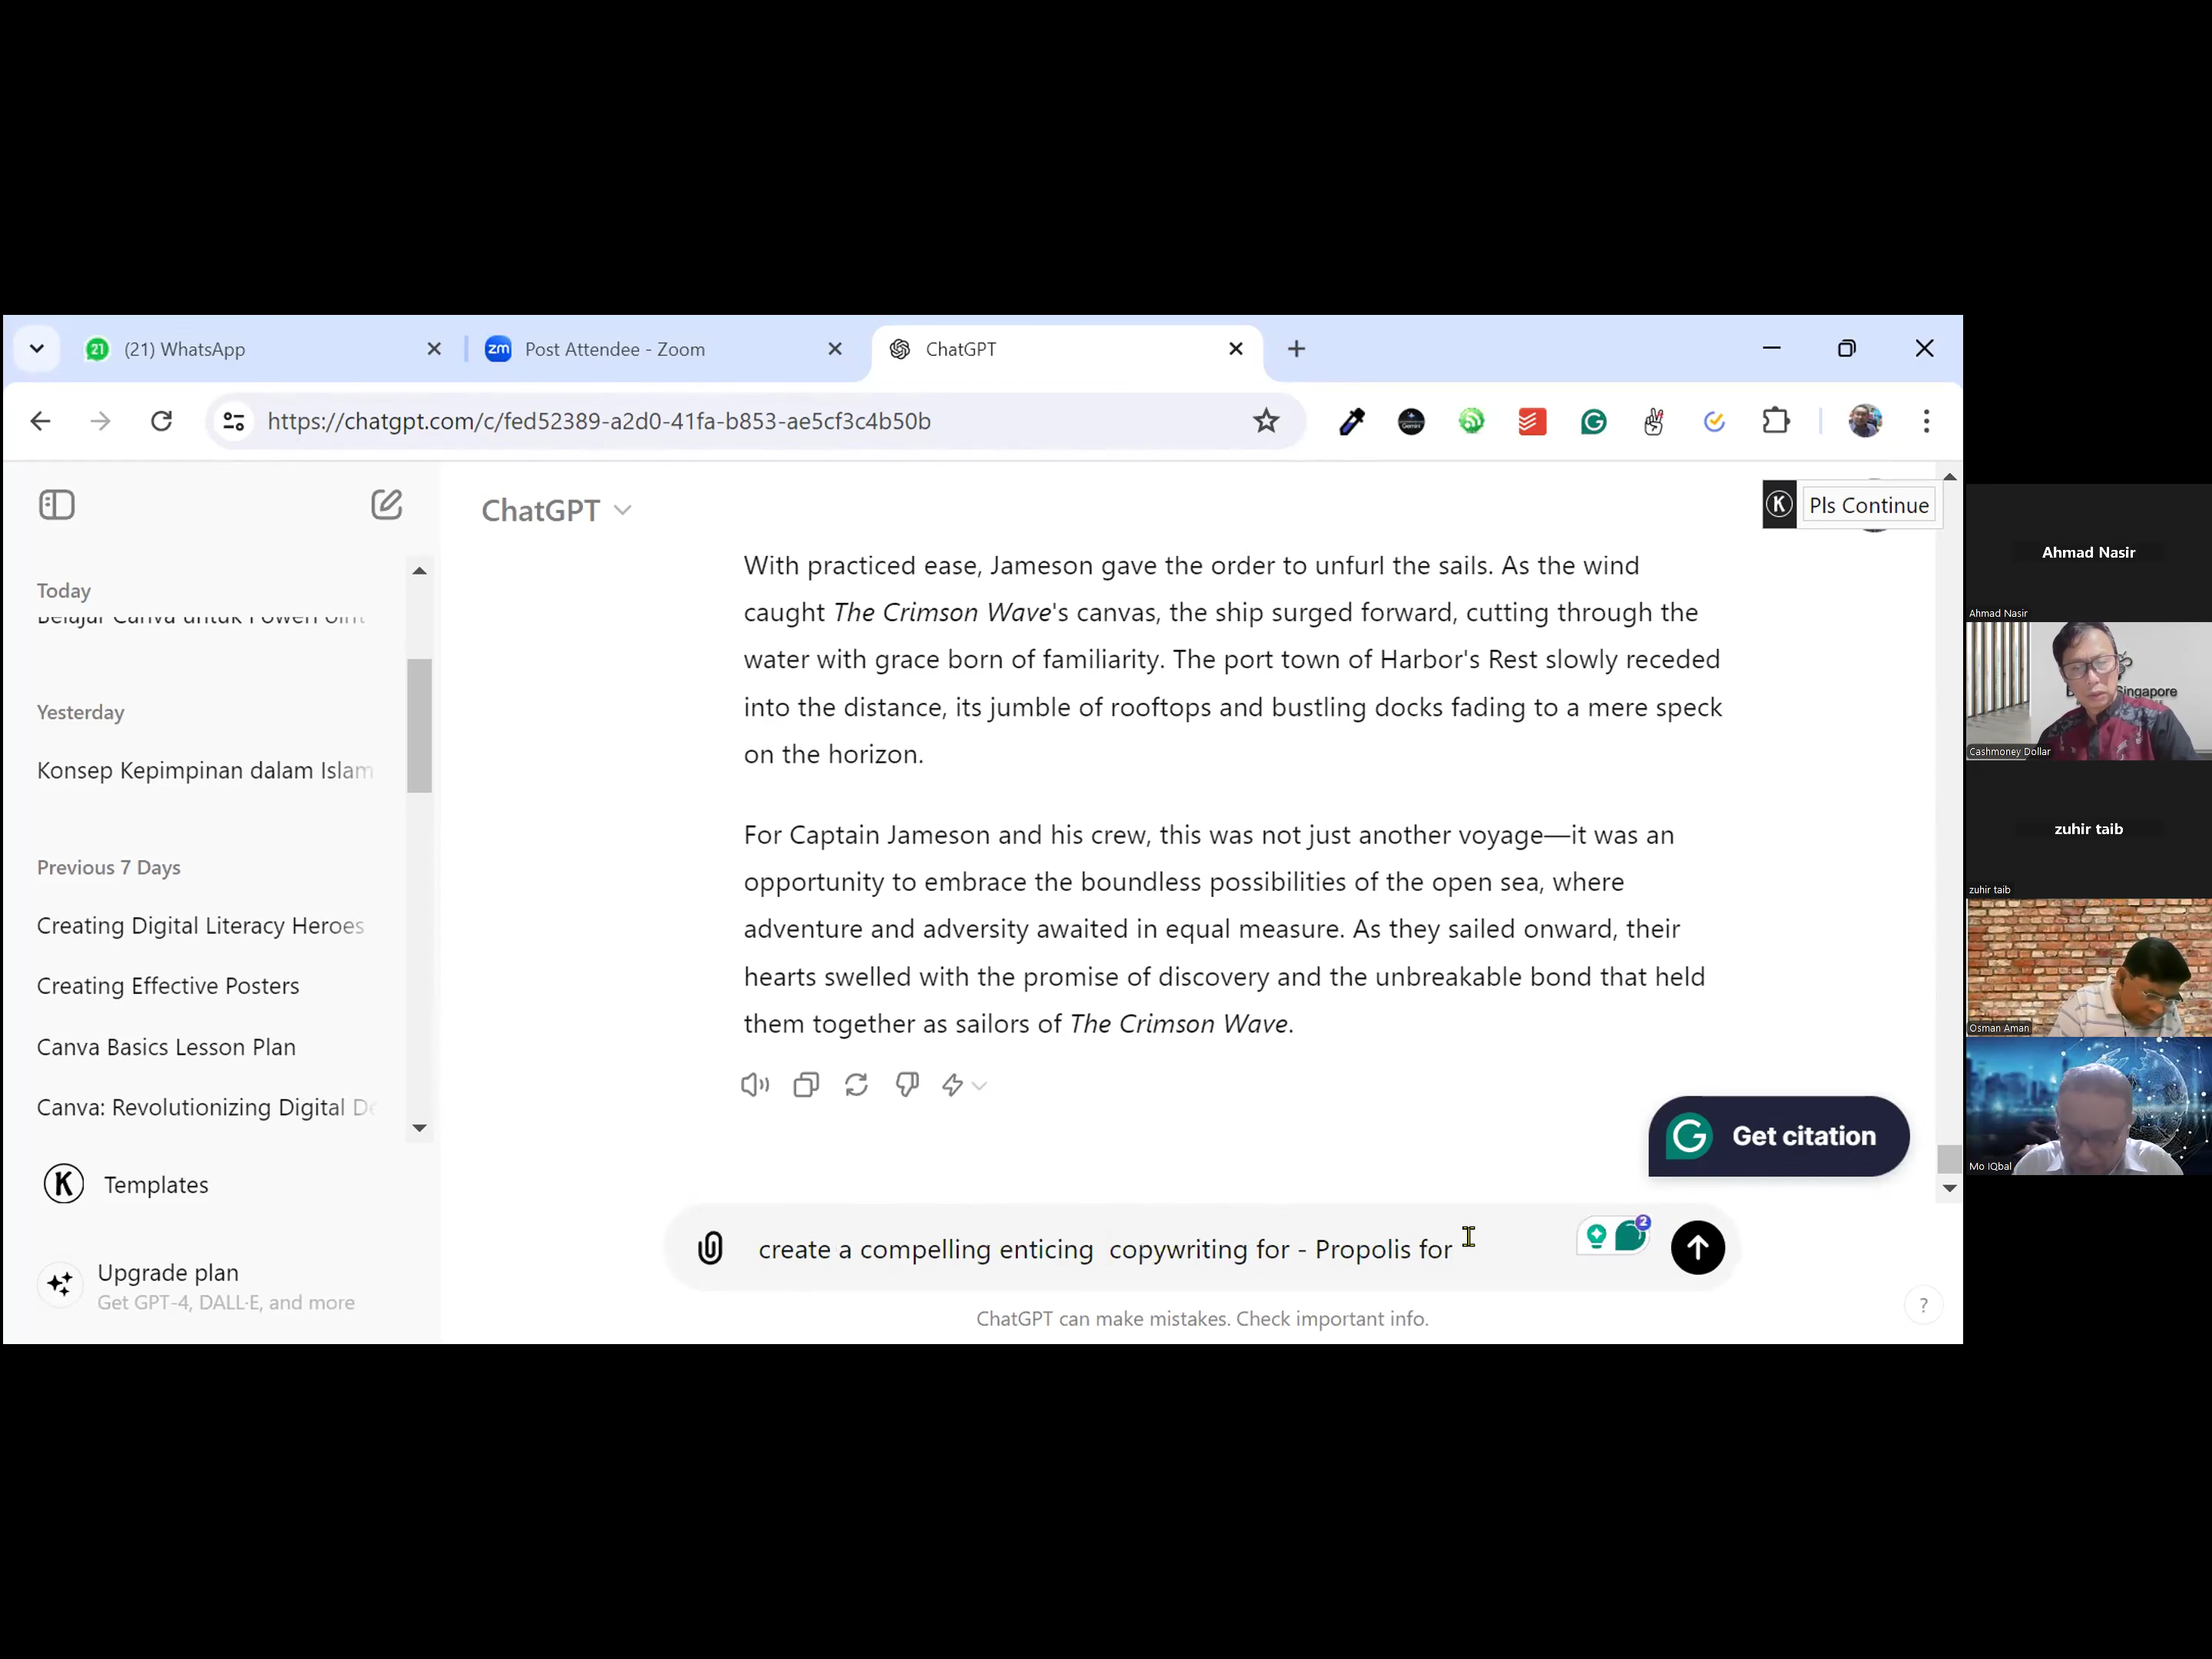 21
(21) WhatsApp
zm
Post Attendee - Zoom
ChatGPT
https://chatgpt.com/c/fed52389-a2d0-41fa-b853-ae5cf3c4b50b
ChatGPT
K
Pls Continue
Today
Belajar Canva untuk PowerPoint
Yesterday
Konsep Kepimpinan dalam Islam
Previous 7 Days
Creating Digital Literacy Heroes
Creating Effective Posters
Canva Basics Lesson Plan
Canva: Revolutionizing Digital De
K
Templates
Upgrade plan
Get GPT-4, DALL·E, and more
With practiced ease, Jameson gave the order to unfurl the sails. As the wind
caught The Crimson Wave's canvas, the ship surged forward, cutting through the
water with grace born of familiarity. The port town of Harbor's Rest slowly receded
into the distance, its jumble of rooftops and bustling docks fading to a mere speck
on the horizon.
For Captain Jameson and his crew, this was not just another voyage—it was an
opportunity to embrace the boundless possibilities of the open sea, where
adventure and adversity awaited in equal measure. As they sailed onward, their
hearts swelled with the promise of discovery and the unbreakable bond that held
them together as sailors of The Crimson Wave.
Get citation
create a compelling enticing  copywriting for - Propolis for
2
ChatGPT can make mistakes. Check important info.
?
Ahmad Nasir
Ahmad Nasir
Singapore
Cashmoney Dollar
zuhir taib
zuhir taib
Osman Aman
Mo IQbal